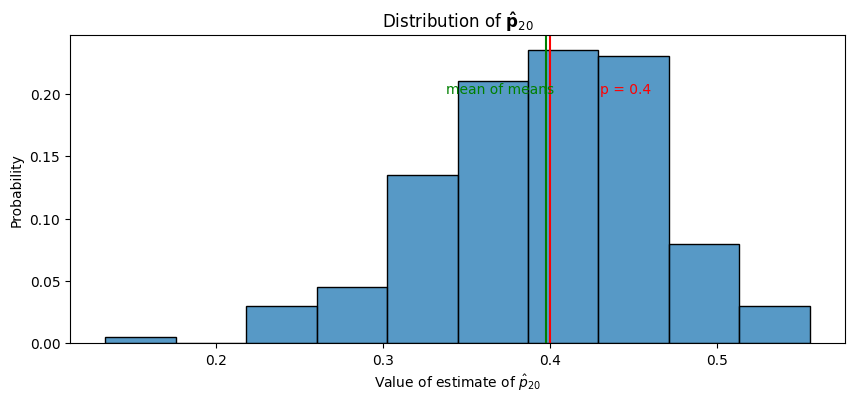 Distribution of p̂₂₀
0.20
mean of means
p = 0.4
0.15
Probability
0.10
0.05
0.00
0.2
0.3
0.4
0.5
Value of estimate of p̂₂₀